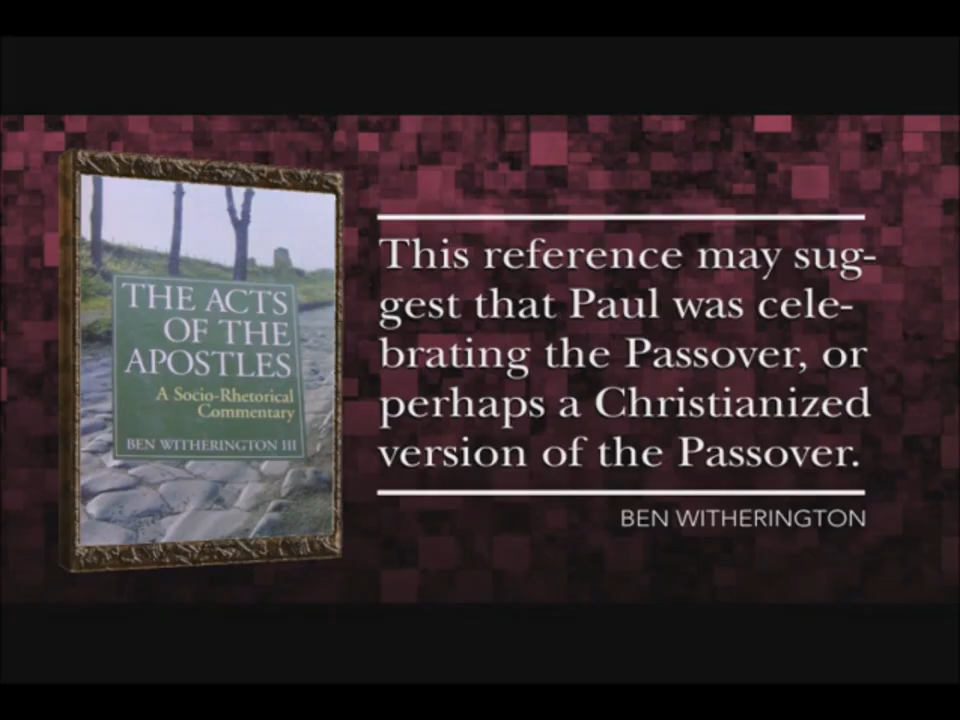 THE ACTS
OF THE
APOSTLES
A Socio-Rhetorical
Commentary
BEN WITHERINGTON III
This reference may sug-
gest that Paul was cele-
brating the Passover, or
perhaps a Christianized
version of the Passover.
BEN WITHERINGTON